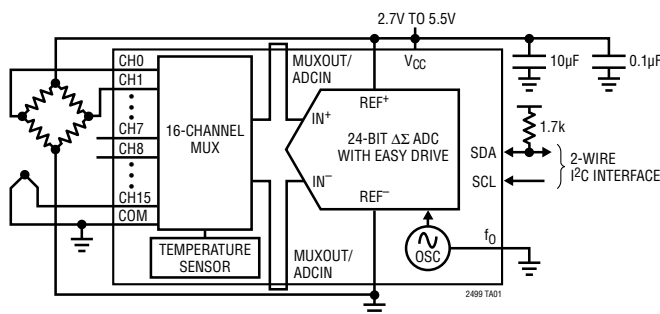 2.7V TO 5.5V
CH0
CH1
CH7
CH8
CH15
COM
16-CHANNEL
MUX
TEMPERATURE
SENSOR
MUXOUT/
ADCIN
VCC
REF+
IN+
24-BIT ΔΣ ADC
WITH EASY DRIVE
IN–
REF–
MUXOUT/
ADCIN
OSC
fO
10µF
0.1µF
1.7k
SDA
SCL
2-WIRE
I2C INTERFACE
2499 TA01